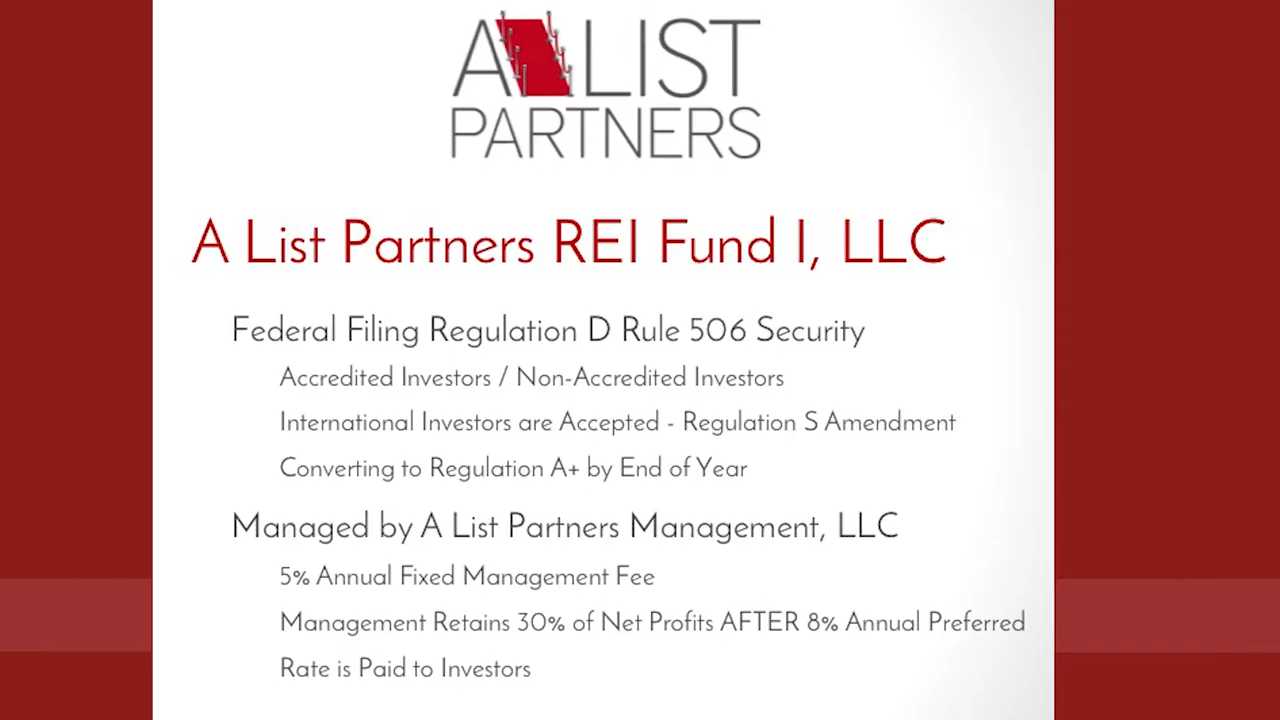 A LIST
PARTNERS
A List Partners REI Fund I, LLC
Federal Filing Regulation D Rule 506 Security
Accredited Investors / Non-Accredited Investors
International Investors are Accepted - Regulation S Amendment
Converting to Regulation A+ by End of Year
Managed by A List Partners Management, LLC
5% Annual Fixed Management Fee
Management Retains 30% of Net Profits AFTER 8% Annual Preferred
Rate is Paid to Investors